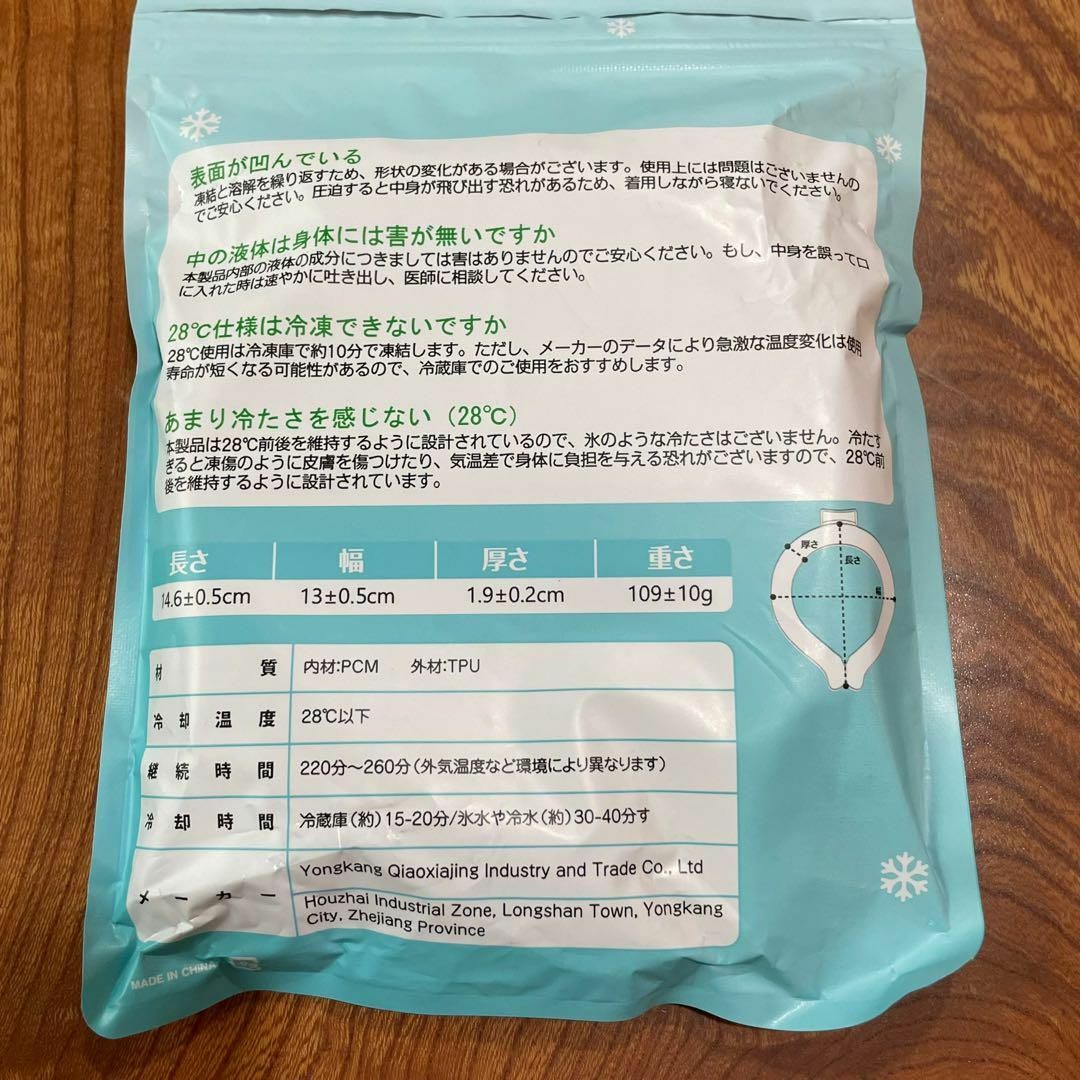 表面が凹んでいる
凍結と溶解を繰り返すため、形状の変化がある場合がございます。使用上には問題はございませんの
でご安心ください。圧迫すると中身が飛び出す恐れがあるため、着用しながら寝ないでください。
中の液体は身体には害が無いですか
本製品内部の液体の成分につきましては害はありませんのでご安心ください。もし、中身を誤って口
に入れた時は速やかに吐き出し、医師に相談してください。
28℃仕様は冷凍できないですか
28℃使用は冷凍庫で約10分で凍結します。ただし、メーカーのデータにより急激な温度変化は使用
寿命が短くなる可能性があるので、冷蔵庫でのご使用をおすすめします。
あまり冷たさを感じない（28℃）
本製品は28℃前後を維持するように設計されているので、氷のような冷たさはございません。冷たす
ぎると凍傷のように皮膚を傷つけたり、気温差で身体に負担を与える恐れがございますので、28℃前
後を維持するように設計されています。
長さ 幅 厚さ 重さ
14.6±0.5cm 13±0.5cm 1.9±0.2cm 109±10g
厚さ
長さ
幅
材質 内材:PCM 外材:TPU
冷却温度 28℃以下
継続時間 220分～260分（外気温度など環境により異なります）
冷却時間 冷蔵庫（約）15-20分/氷水や冷水（約）30-40分す
メーカー Yongkang Qiaoxiajing Industry and Trade Co., Ltd
Houzhai Industrial Zone, Longshan Town, Yongkang
City, Zhejiang Province
MADE IN CHINA